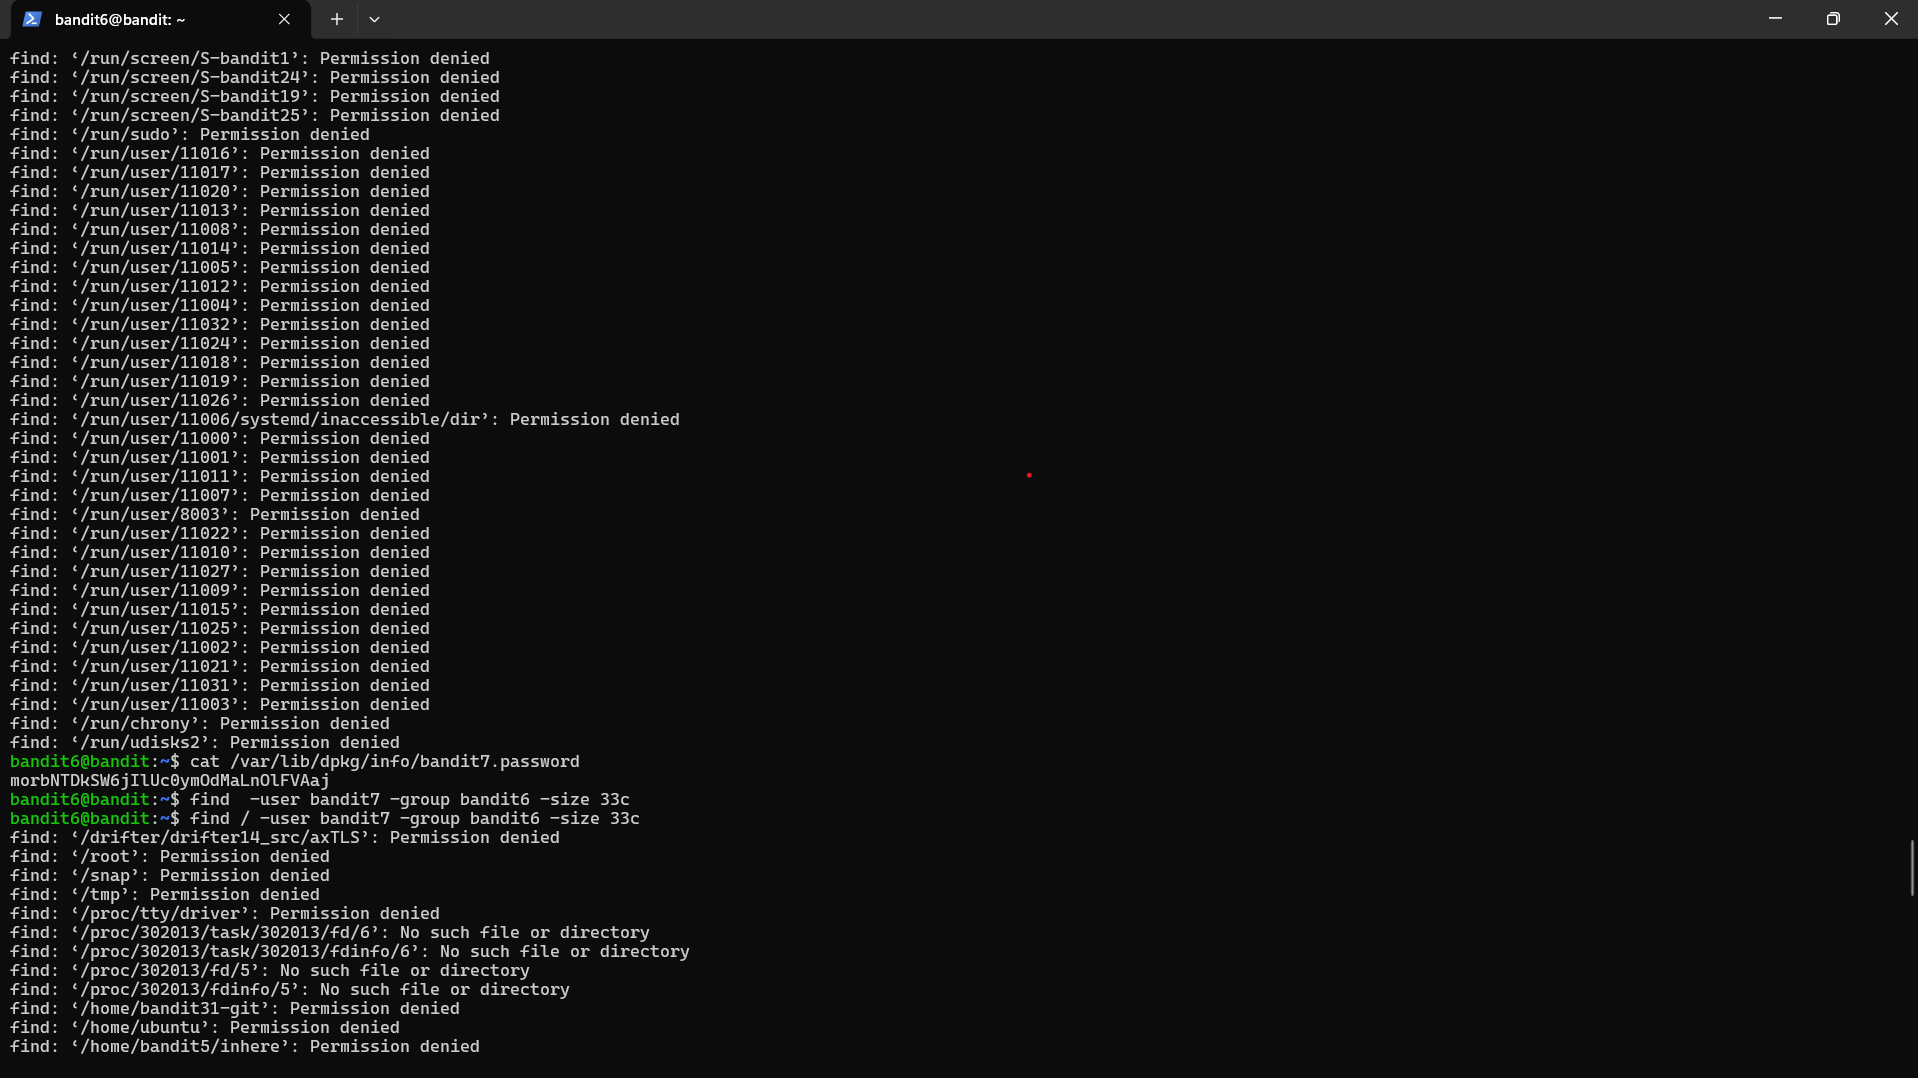 bandit6@bandit: ~
find: ‘/run/screen/S-bandit1’: Permission denied
find: ‘/run/screen/S-bandit24’: Permission denied
find: ‘/run/screen/S-bandit19’: Permission denied
find: ‘/run/screen/S-bandit25’: Permission denied
find: ‘/run/sudo’: Permission denied
find: ‘/run/user/11016’: Permission denied
find: ‘/run/user/11017’: Permission denied
find: ‘/run/user/11020’: Permission denied
find: ‘/run/user/11013’: Permission denied
find: ‘/run/user/11008’: Permission denied
find: ‘/run/user/11014’: Permission denied
find: ‘/run/user/11005’: Permission denied
find: ‘/run/user/11012’: Permission denied
find: ‘/run/user/11004’: Permission denied
find: ‘/run/user/11032’: Permission denied
find: ‘/run/user/11024’: Permission denied
find: ‘/run/user/11018’: Permission denied
find: ‘/run/user/11019’: Permission denied
find: ‘/run/user/11026’: Permission denied
find: ‘/run/user/11006/systemd/inaccessible/dir’: Permission denied
find: ‘/run/user/11000’: Permission denied
find: ‘/run/user/11001’: Permission denied
find: ‘/run/user/11011’: Permission denied
find: ‘/run/user/11007’: Permission denied
find: ‘/run/user/8003’: Permission denied
find: ‘/run/user/11022’: Permission denied
find: ‘/run/user/11010’: Permission denied
find: ‘/run/user/11027’: Permission denied
find: ‘/run/user/11009’: Permission denied
find: ‘/run/user/11015’: Permission denied
find: ‘/run/user/11025’: Permission denied
find: ‘/run/user/11002’: Permission denied
find: ‘/run/user/11021’: Permission denied
find: ‘/run/user/11031’: Permission denied
find: ‘/run/user/11003’: Permission denied
find: ‘/run/chrony’: Permission denied
find: ‘/run/udisks2’: Permission denied
bandit6@bandit:~$ cat /var/lib/dpkg/info/bandit7.password
morbNTDkSW6jIlUc0ymOdMaLnOlFVAaj
bandit6@bandit:~$ find  -user bandit7 -group bandit6 -size 33c
bandit6@bandit:~$ find / -user bandit7 -group bandit6 -size 33c
find: ‘/drifter/drifter14_src/axTLS’: Permission denied
find: ‘/root’: Permission denied
find: ‘/snap’: Permission denied
find: ‘/tmp’: Permission denied
find: ‘/proc/tty/driver’: Permission denied
find: ‘/proc/302013/task/302013/fd/6’: No such file or directory
find: ‘/proc/302013/task/302013/fdinfo/6’: No such file or directory
find: ‘/proc/302013/fd/5’: No such file or directory
find: ‘/proc/302013/fdinfo/5’: No such file or directory
find: ‘/home/bandit31-git’: Permission denied
find: ‘/home/ubuntu’: Permission denied
find: ‘/home/bandit5/inhere’: Permission denied